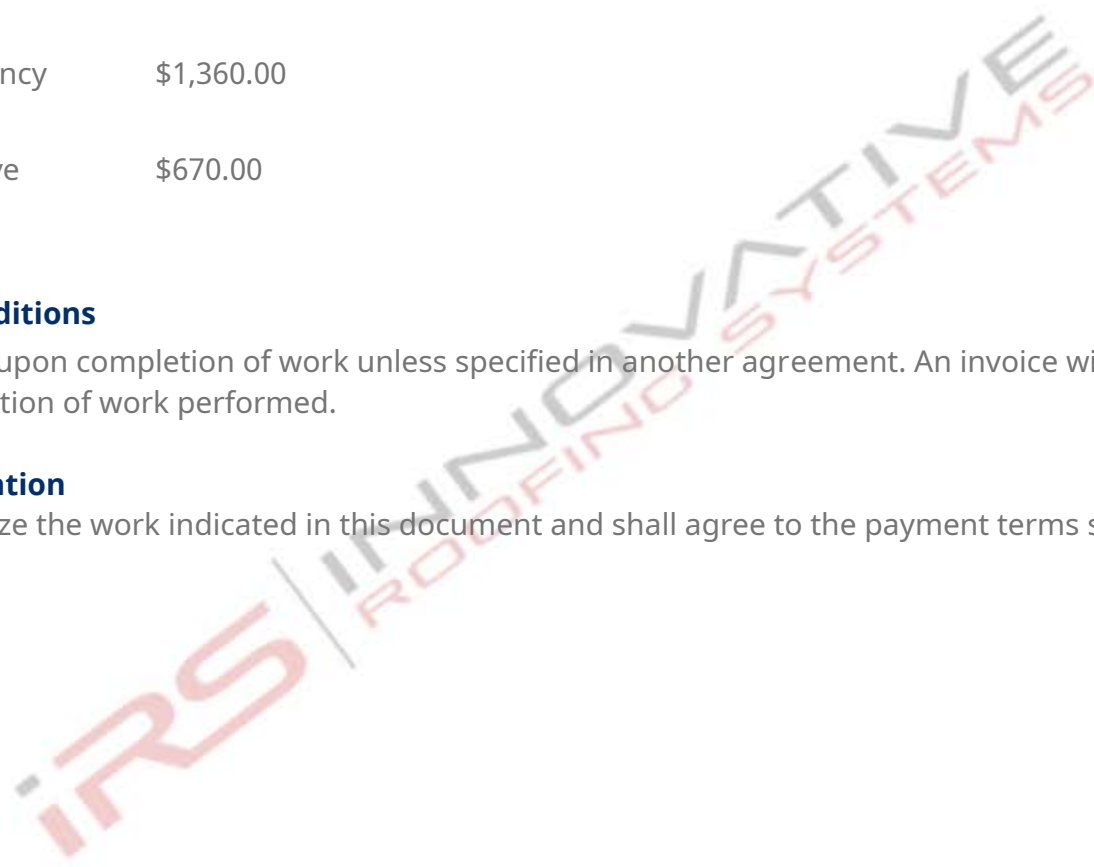 ncy $1,360.00
ve $670.00
ditions
upon completion of work unless specified in another agreement. An invoice wi
tion of work performed.
ation
ze the work indicated in this document and shall agree to the payment terms s
iRS INNOVATIVE
ROOFING SYSTEMS